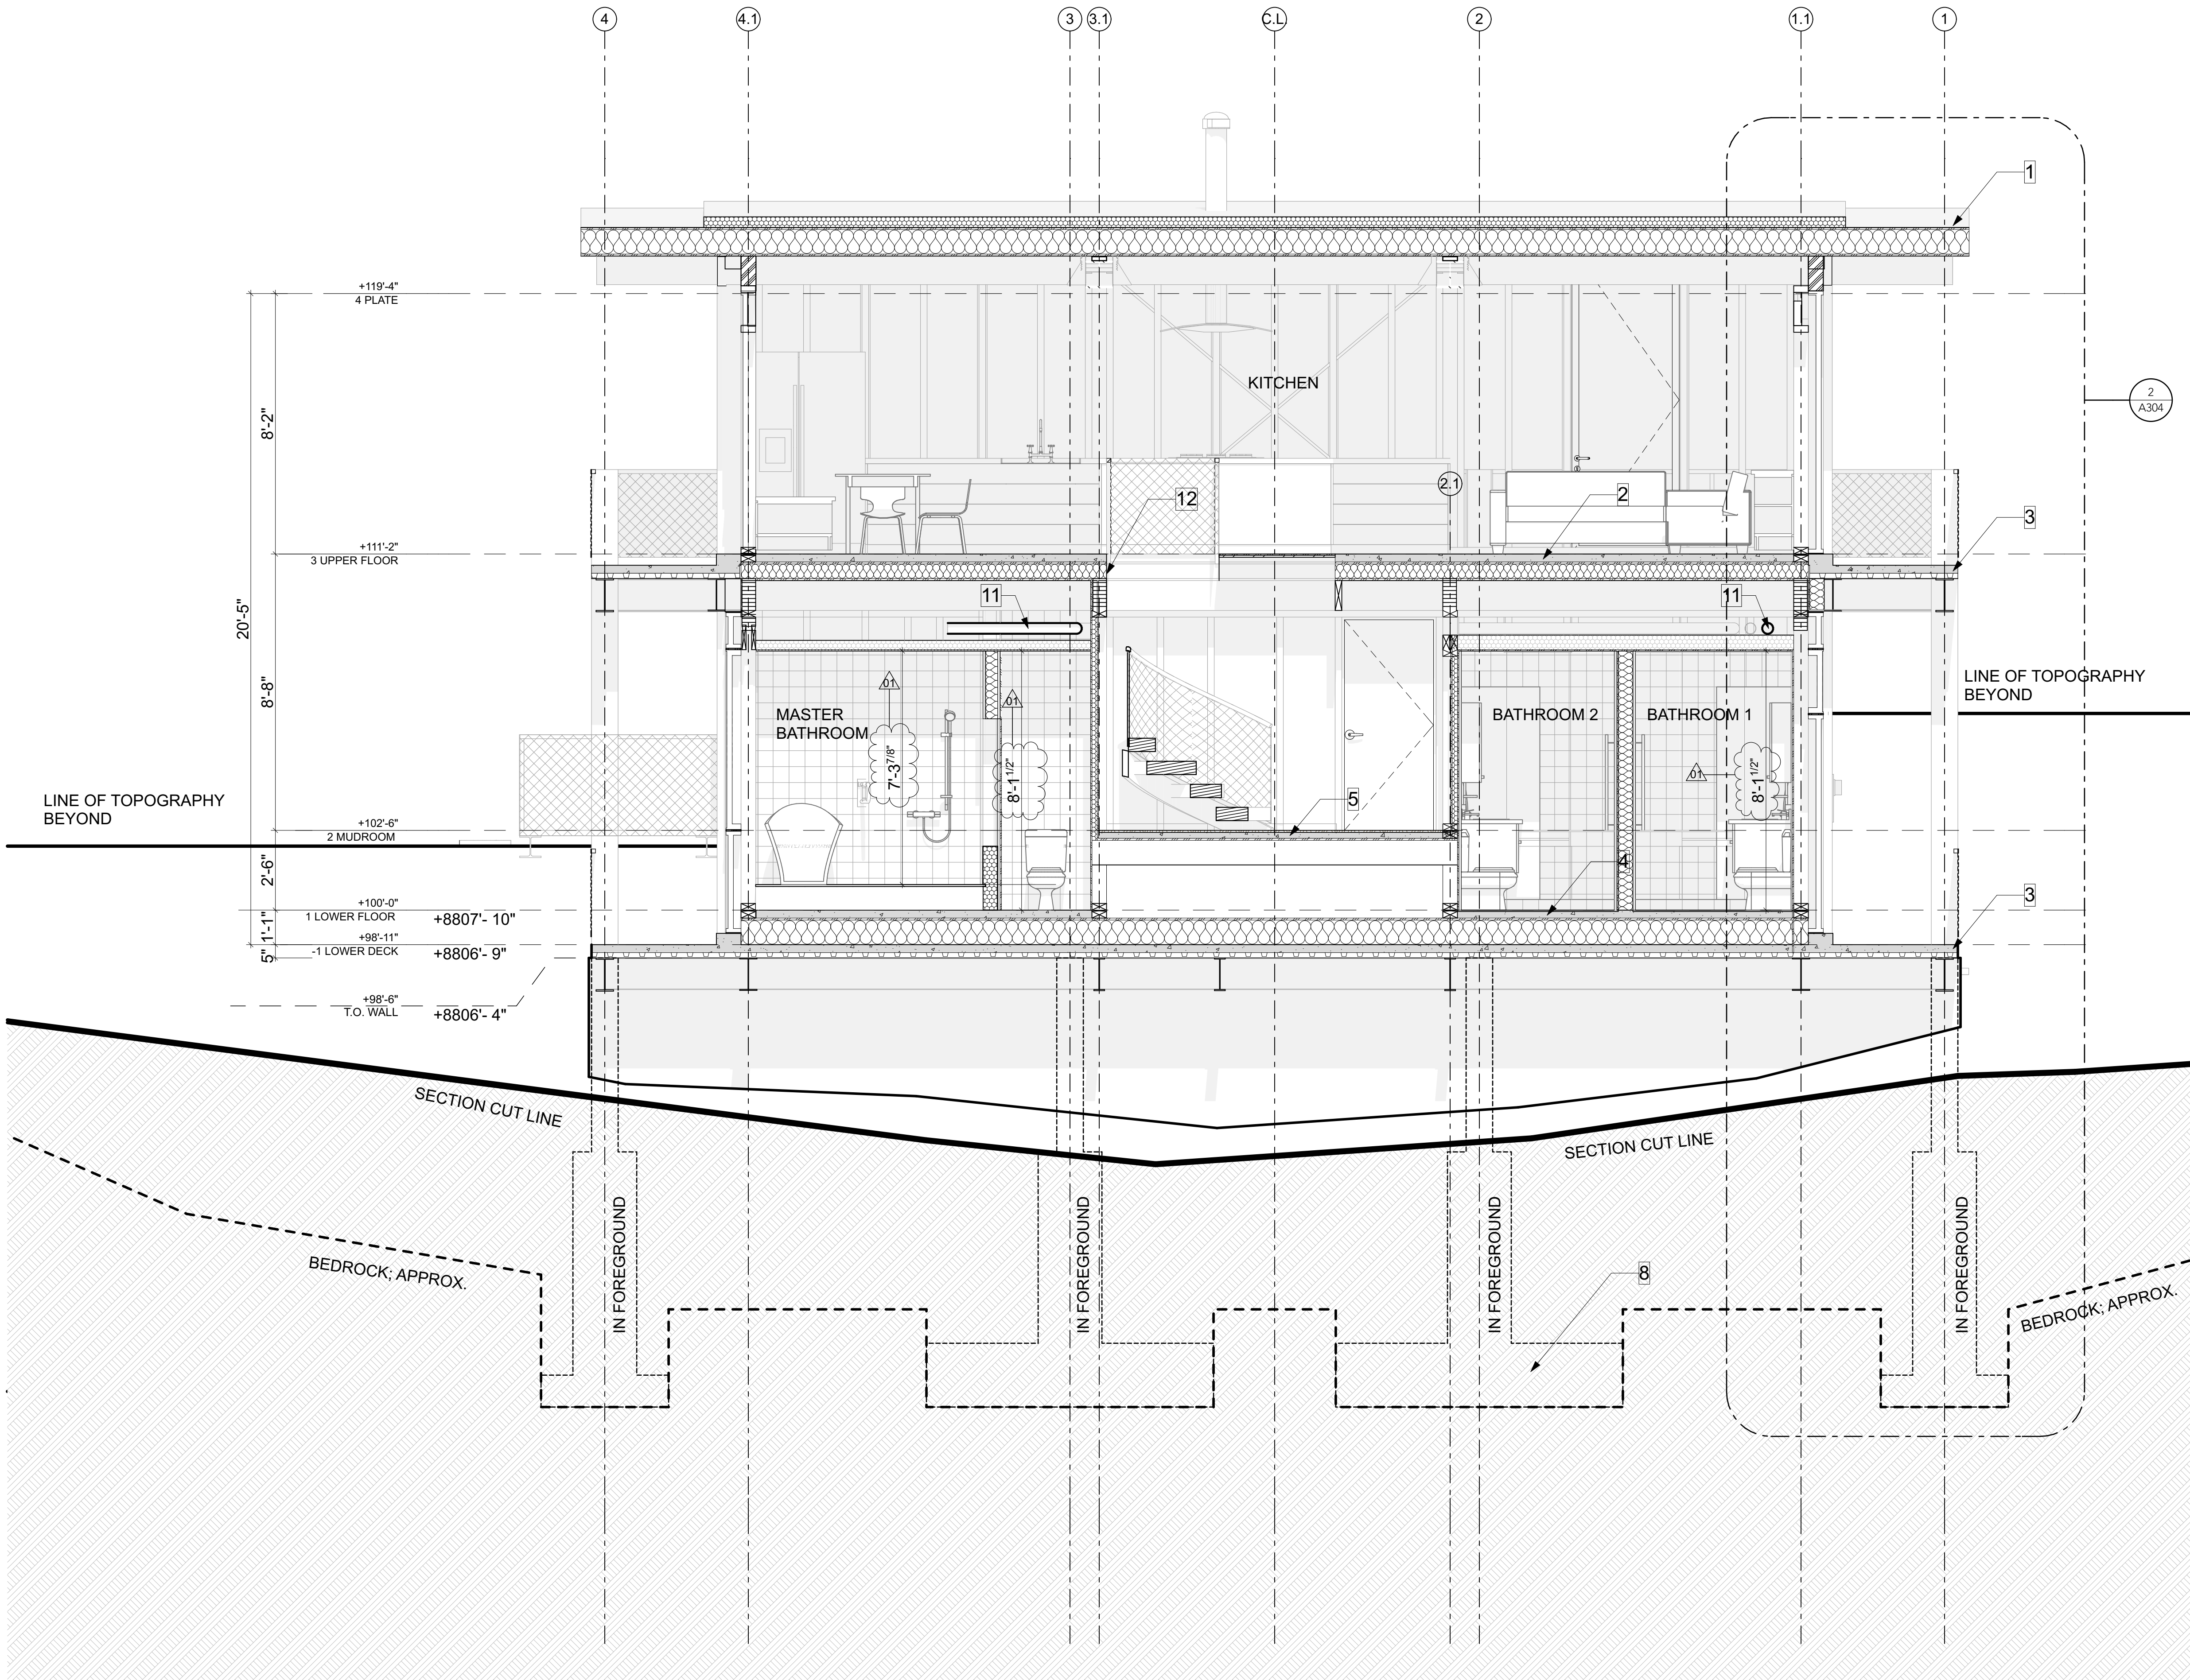 4
4.1
3
3.1
C.L.
2
1.1
1
1
2
A304
+119'-4"
4 PLATE
8'-2"
KITCHEN
2.1
12
2
3
+111'-2"
3 UPPER FLOOR
20'-5"
11
11
8'-8"
01
01
MASTER
BATHROOM
7'-3 7/8"
8'-1 1/2"
BATHROOM 2
BATHROOM 1
01
8'-1 1/2"
LINE OF TOPOGRAPHY
BEYOND
LINE OF TOPOGRAPHY
BEYOND
5
+102'-6"
2 MUDROOM
2'-6"
4
+100'-0"
1 LOWER FLOOR
+8807'- 10"
3
1'-1"
+98'-11"
-1 LOWER DECK
+8806'- 9"
5"
+98'-6"
T.O. WALL
+8806'- 4"
SECTION CUT LINE
SECTION CUT LINE
IN FOREGROUND
IN FOREGROUND
IN FOREGROUND
IN FOREGROUND
BEDROCK; APPROX.
8
BEDROCK; APPROX.